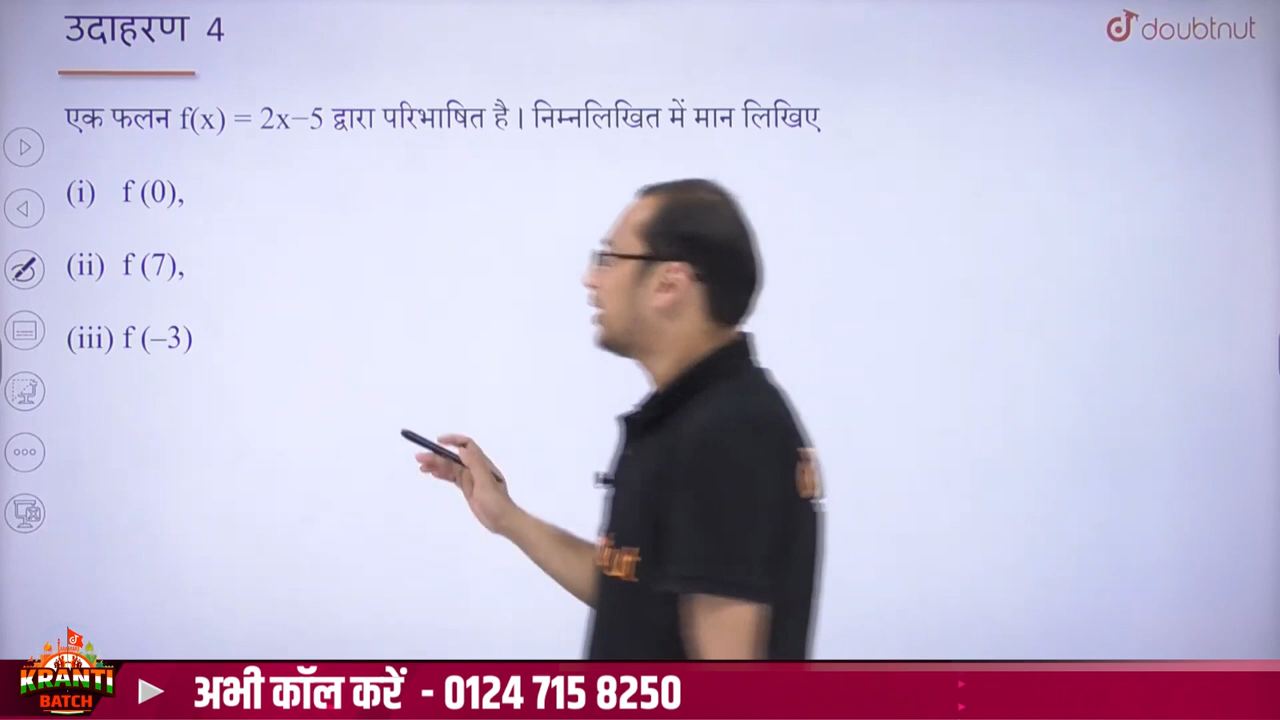 उदाहरण 4
doubtnut
एक फलन f(x) = 2x−5 द्वारा परिभाषित है । निम्नलिखित में मान लिखिए
(i) f (0),
(ii) f (7),
(iii) f (–3)
KRANTI
BATCH
अभी कॉल करें - 0124 715 8250